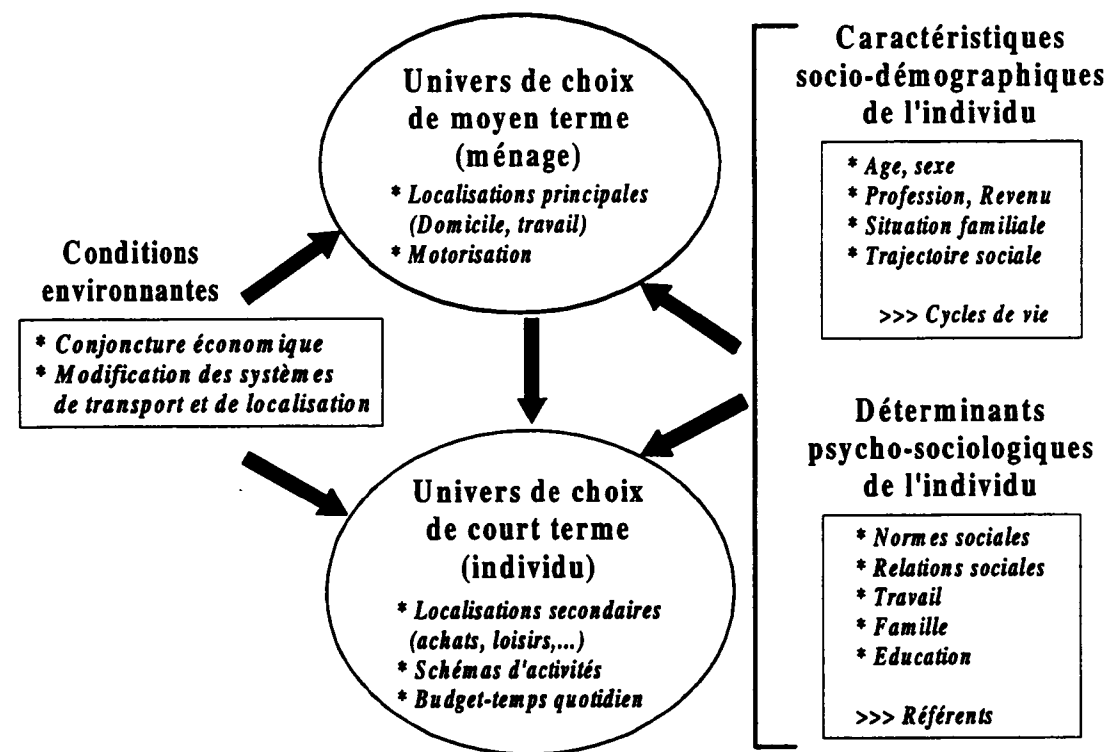 Univers de choix
de moyen terme
(ménage)
* Localisations principales
(Domicile, travail)
* Motorisation
Conditions
environnantes
* Conjoncture économique
* Modification des systèmes
de transport et de localisation
Univers de choix
de court terme
(individu)
* Localisations secondaires
(achats, loisirs,...)
* Schémas d'activités
* Budget-temps quotidien
Caractéristiques
socio-démographiques
de l'individu
* Age, sexe
* Profession, Revenu
* Situation familiale
* Trajectoire sociale
>>> Cycles de vie
Déterminants
psycho-sociologiques
de l'individu
* Normes sociales
* Relations sociales
* Travail
* Famille
* Education
>>> Référents